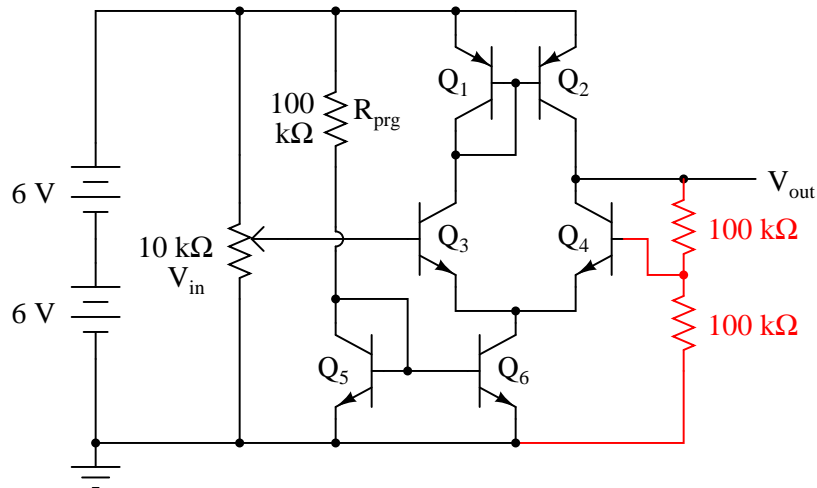 Q1
Q2
100
kΩ
Rprg
6 V
Vout
10 kΩ
Vin
Q3
Q4
100 kΩ
6 V
100 kΩ
Q5
Q6